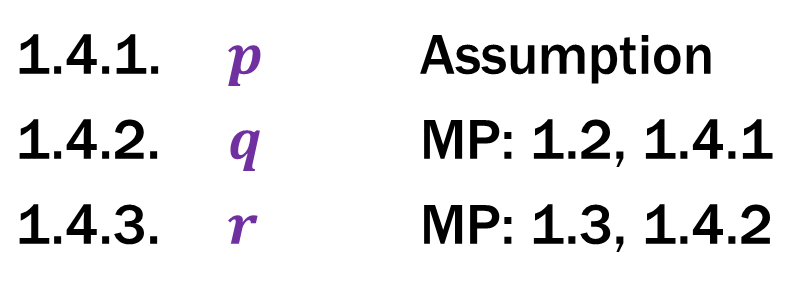 1.4.1. p Assumption
1.4.2. q MP: 1.2, 1.4.1
1.4.3. r MP: 1.3, 1.4.2